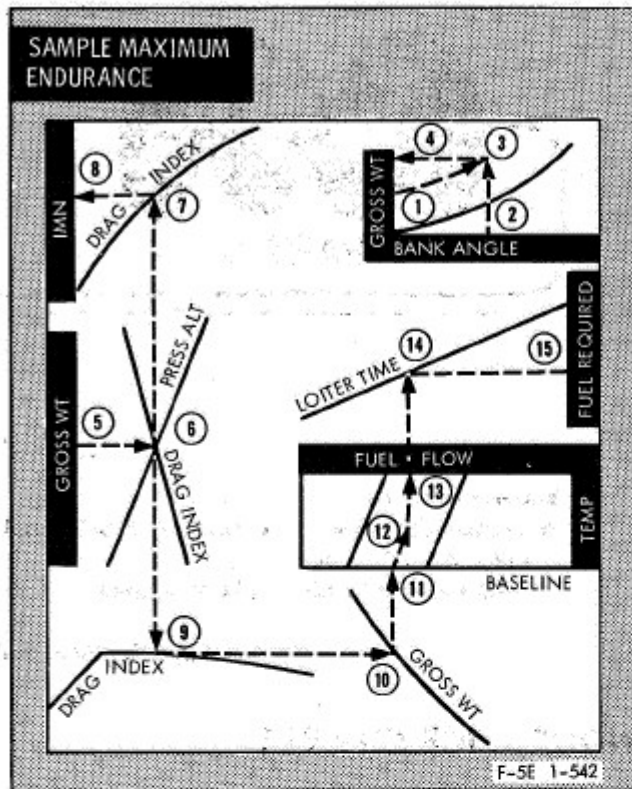 SAMPLE MAXIMUM
ENDURANCE
IMN
8
DRAG INDEX
7
GROSS WT
4
3
1
2
BANK ANGLE
GROSS WT
5
6
PRESS ALT
DRAG INDEX
LOITER TIME
14
15
FUEL REQUIRED
FUEL FLOW
12
13
TEMP
11
BASELINE
9
DRAG INDEX
10
GROSS WT
F-5E 1-542